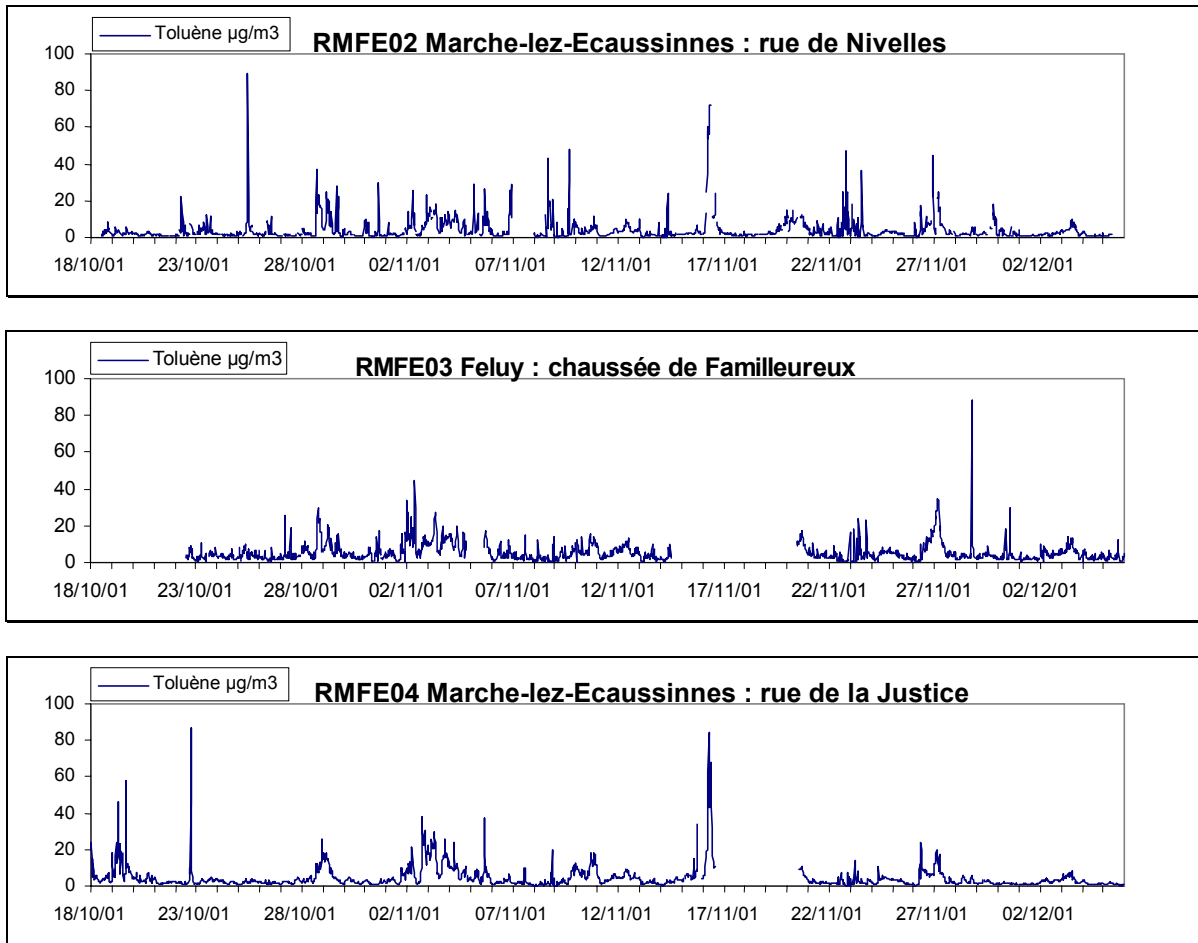 Toluène µg/m3
RMFE02 Marche-lez-Ecaussinnes : rue de Nivelles
100
80
60
40
20
0
18/10/01 23/10/01 28/10/01 02/11/01 07/11/01 12/11/01 17/11/01 22/11/01 27/11/01 02/12/01
Toluène µg/m3
RMFE03 Feluy : chaussée de Familleureux
100
80
60
40
20
0
18/10/01 23/10/01 28/10/01 02/11/01 07/11/01 12/11/01 17/11/01 22/11/01 27/11/01 02/12/01
Toluène µg/m3
RMFE04 Marche-lez-Ecaussinnes : rue de la Justice
100
80
60
40
20
0
18/10/01 23/10/01 28/10/01 02/11/01 07/11/01 12/11/01 17/11/01 22/11/01 27/11/01 02/12/01